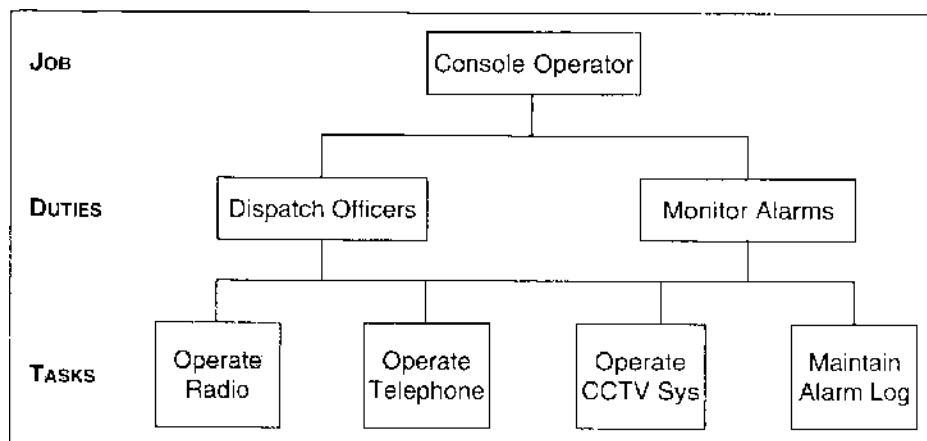 JOB
Console Operator
DUTIES
Dispatch Officers
Monitor Alarms
TASKS
Operate
Radio
Operate
Telephone
Operate
CCTV Sys
Maintain
Alarm Log